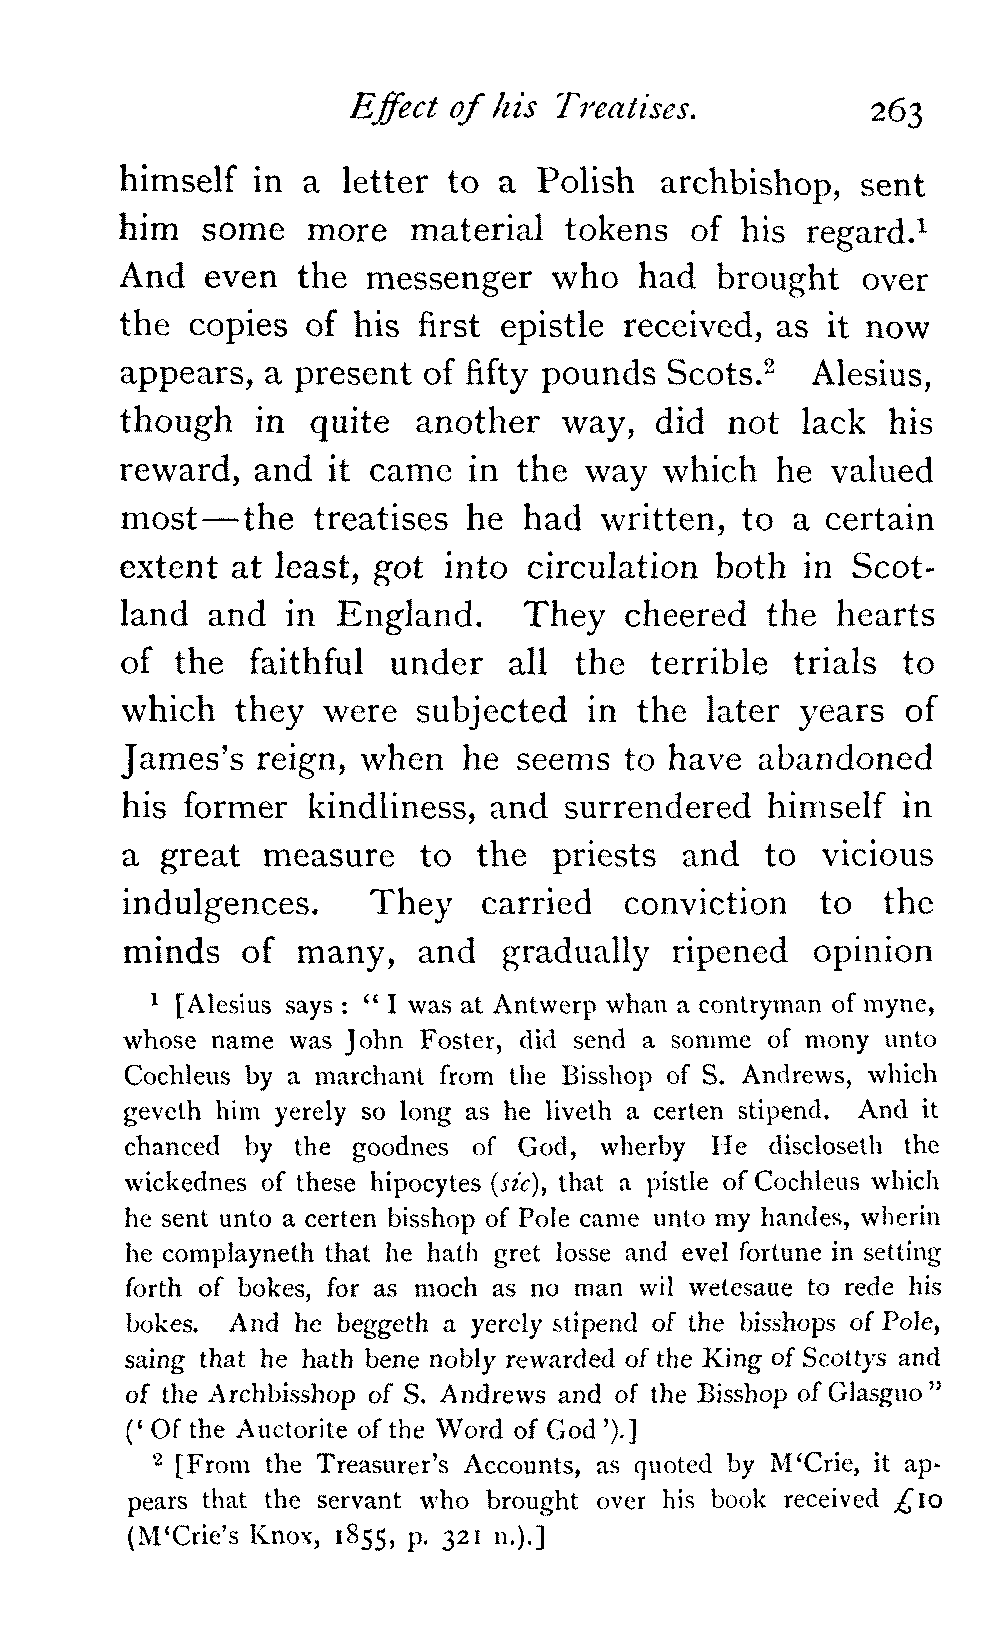 Effect of his Treatises. 263
himself in a letter to a Polish archbishop, sent
him some more material tokens of his regard.¹
And even the messenger who had brought over
the copies of his first epistle received, as it now
appears, a present of fifty pounds Scots.² Alesius,
though in quite another way, did not lack his
reward, and it came in the way which he valued
most—the treatises he had written, to a certain
extent at least, got into circulation both in Scot-
land and in England. They cheered the hearts
of the faithful under all the terrible trials to
which they were subjected in the later years of
James's reign, when he seems to have abandoned
his former kindliness, and surrendered himself in
a great measure to the priests and to vicious
indulgences. They carried conviction to the
minds of many, and gradually ripened opinion
¹ [Alesius says : “ I was at Antwerp whan a contryman of myne,
whose name was John Foster, did send a somme of mony unto
Cochleus by a marchant from the Bisshop of S. Andrews, which
geveth him yerely so long as he liveth a certen stipend. And it
chanced by the goodnes of God, wherby He discloseth the
wickednes of these hipocytes (sic), that a pistle of Cochleus which
he sent unto a certen bisshop of Pole came unto my handes, wherin
he complayneth that he hath gret losse and evel fortune in setting
forth of bokes, for as moch as no man wil wetesaue to rede his
bokes. And he beggeth a yerely stipend of the bisshops of Pole,
saing that he hath bene nobly rewarded of the King of Scottys and
of the Archbisshop of S. Andrews and of the Bisshop of Glasguo”
(‘ Of the Auctorite of the Word of God ’).]
² [From the Treasurer's Accounts, as quoted by M‘Crie, it ap-
pears that the servant who brought over his book received £10
(M‘Crie's Knox, 1855, p. 321 n.).]